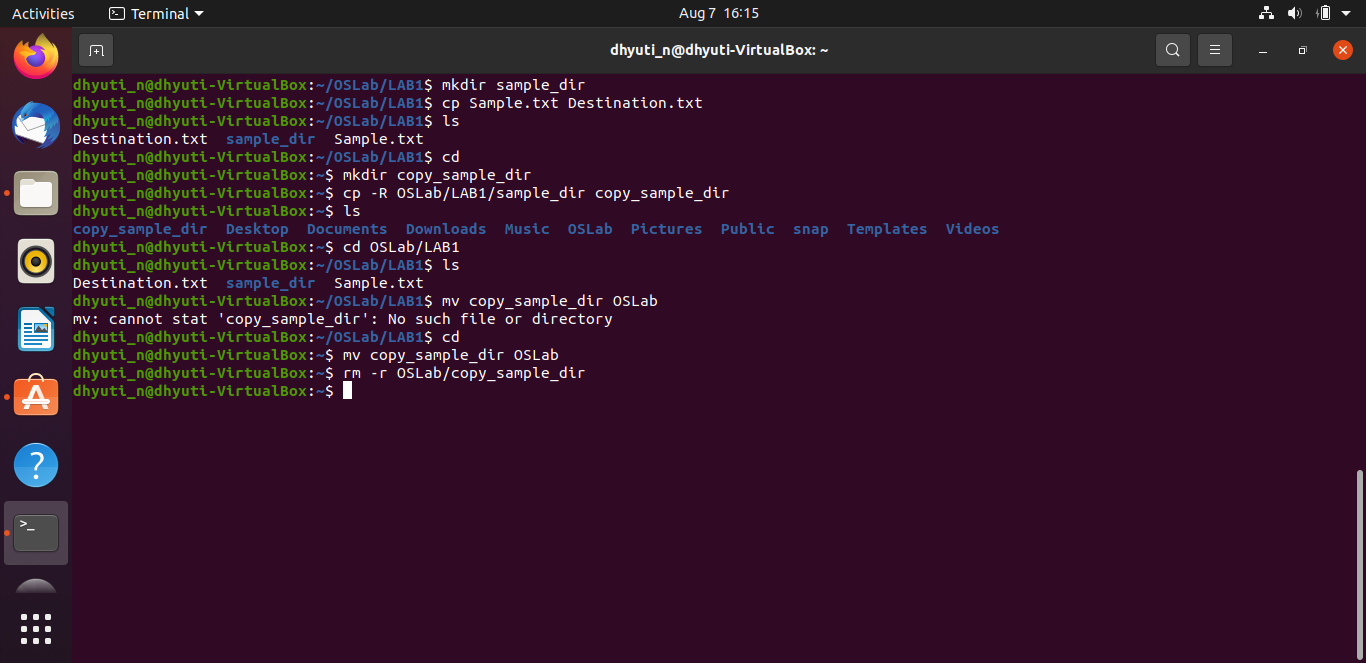 Activities Terminal Aug 7 16:15
dhyuti_n@dhyuti-VirtualBox: ~
dhyuti_n@dhyuti-VirtualBox:~/OSLab/LAB1$ mkdir sample_dir
dhyuti_n@dhyuti-VirtualBox:~/OSLab/LAB1$ cp Sample.txt Destination.txt
dhyuti_n@dhyuti-VirtualBox:~/OSLab/LAB1$ ls
Destination.txt sample_dir Sample.txt
dhyuti_n@dhyuti-VirtualBox:~/OSLab/LAB1$ cd
dhyuti_n@dhyuti-VirtualBox:~$ mkdir copy_sample_dir
dhyuti_n@dhyuti-VirtualBox:~$ cp -R OSLab/LAB1/sample_dir copy_sample_dir
dhyuti_n@dhyuti-VirtualBox:~$ ls
copy_sample_dir Desktop Documents Downloads Music OSLab Pictures Public snap Templates Videos
dhyuti_n@dhyuti-VirtualBox:~$ cd OSLab/LAB1
dhyuti_n@dhyuti-VirtualBox:~/OSLab/LAB1$ ls
Destination.txt sample_dir Sample.txt
dhyuti_n@dhyuti-VirtualBox:~/OSLab/LAB1$ mv copy_sample_dir OSLab
mv: cannot stat 'copy_sample_dir': No such file or directory
dhyuti_n@dhyuti-VirtualBox:~/OSLab/LAB1$ cd
dhyuti_n@dhyuti-VirtualBox:~$ mv copy_sample_dir OSLab
dhyuti_n@dhyuti-VirtualBox:~$ rm -r OSLab/copy_sample_dir
dhyuti_n@dhyuti-VirtualBox:~$